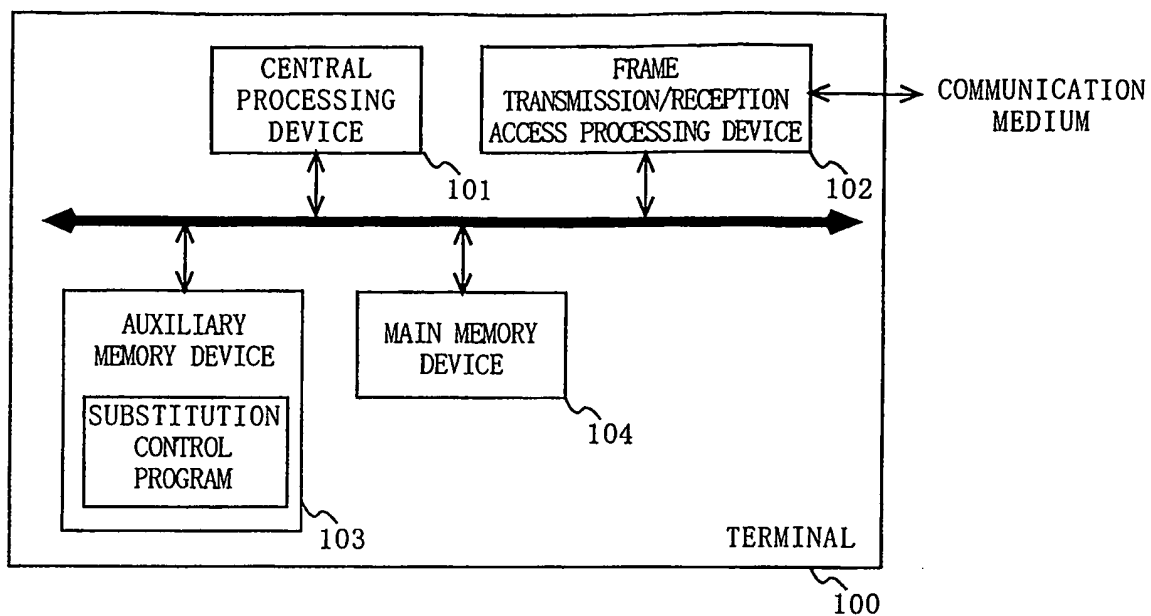 CENTRAL
PROCESSING
DEVICE
101
FRAME
TRANSMISSION/RECEPTION
ACCESS PROCESSING DEVICE
102
COMMUNICATION
MEDIUM
AUXILIARY
MEMORY DEVICE
SUBSTITUTION
CONTROL
PROGRAM
103
MAIN MEMORY
DEVICE
104
TERMINAL
100